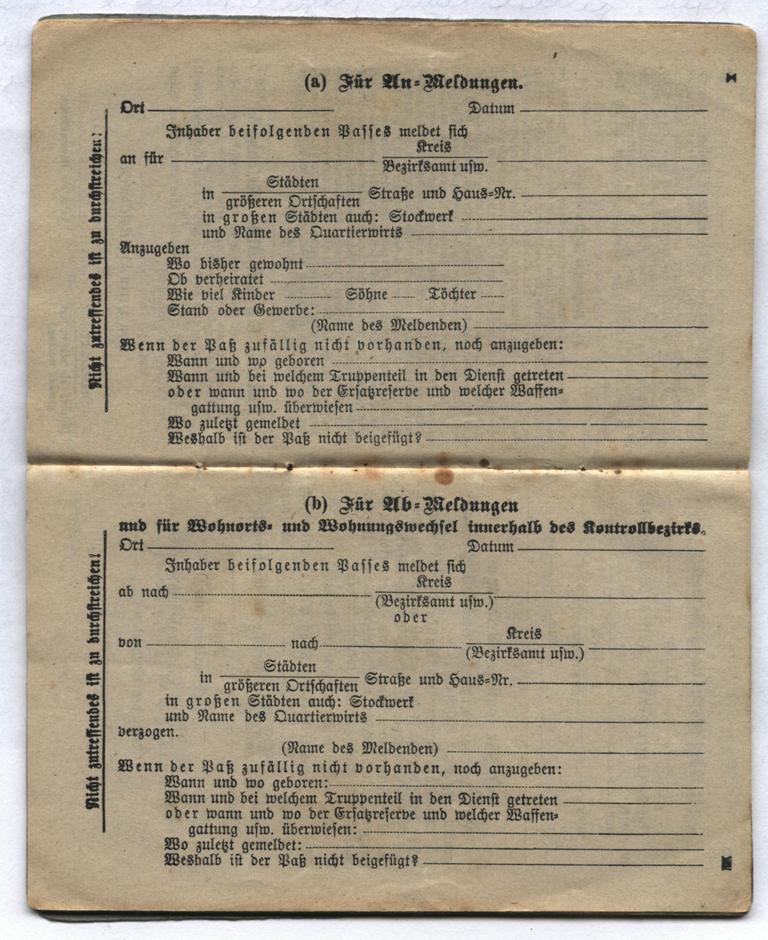 (a) Für An-Meldungen.
Ort Datum
Inhaber beifolgenden Passes meldet sich
an für Kreis
Bezirksamt usw.
in Städten
größeren Ortschaften Straße und Haus-Nr.
in großen Städten auch: Stockwerk
und Name des Quartierwirts
Anzugeben
Wo bisher gewohnt
Ob verheiratet
Wie viel Kinder Söhne Töchter
Stand oder Gewerbe:
(Name des Meldenden)
Wenn der Paß zufällig nicht vorhanden, noch anzugeben:
Wann und wo geboren
Wann und bei welchem Truppenteil in den Dienst getreten
oder wann und wo der Ersatzreserve und welcher Waffen-
gattung usw. überwiesen
Wo zuletzt gemeldet
Weshalb ist der Paß nicht beigefügt?
Nicht zutreffendes ist zu durchstreichen!
(b) Für Ab-Meldungen
und für Wohnorts- und Wohnungswechsel innerhalb des Kontrollbezirks.
Ort Datum
Inhaber beifolgenden Passes meldet sich
ab nach Kreis
(Bezirksamt usw.)
oder
von nach Kreis
(Bezirksamt usw.)
in Städten
größeren Ortschaften Straße und Haus-Nr.
in großen Städten auch: Stockwerk
und Name des Quartierwirts
verzogen.
(Name des Meldenden)
Wenn der Paß zufällig nicht vorhanden, noch anzugeben:
Wann und wo geboren:
Wann und bei welchem Truppenteil in den Dienst getreten
oder wann und wo der Ersatzreserve und welcher Waffen-
gattung usw. überwiesen:
Wo zuletzt gemeldet:
Weshalb ist der Paß nicht beigefügt?
Nicht zutreffendes ist zu durchstreichen!